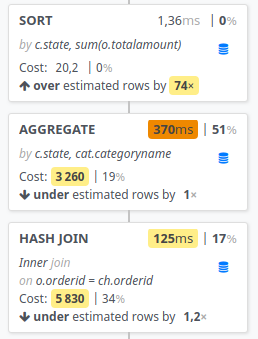 SORT 1,36ms | 0%
by c.state, sum(o.totalamount)
Cost: 20,2 | 0%
over estimated rows by 74×
AGGREGATE 370ms | 51%
by c.state, cat.categoryname
Cost: 3 260 | 19%
under estimated rows by 1×
HASH JOIN 125ms | 17%
Inner join
on o.orderid = ch.orderid
Cost: 5 830 | 34%
under estimated rows by 1,2×